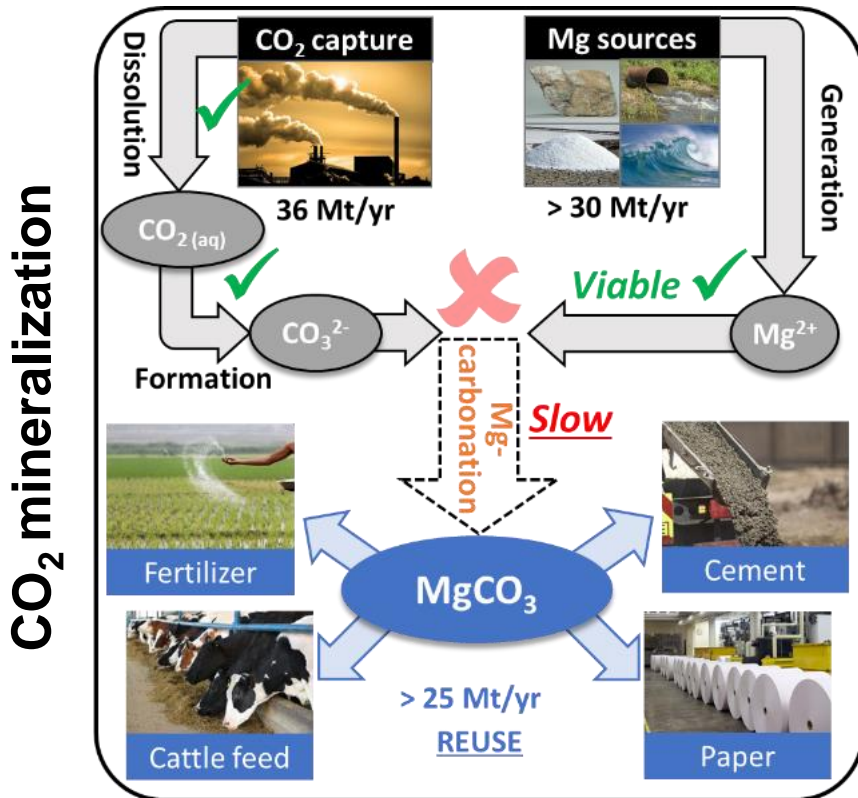 CO₂ mineralization
CO₂ capture
Mg sources
Dissolution
Generation
36 Mt/yr
> 30 Mt/yr
CO₂ (aq)
Viable
CO₃²⁻
Mg²⁺
Formation
Mg-
carbonation
Slow
Fertilizer
Cement
MgCO₃
Cattle feed
> 25 Mt/yr
REUSE
Paper